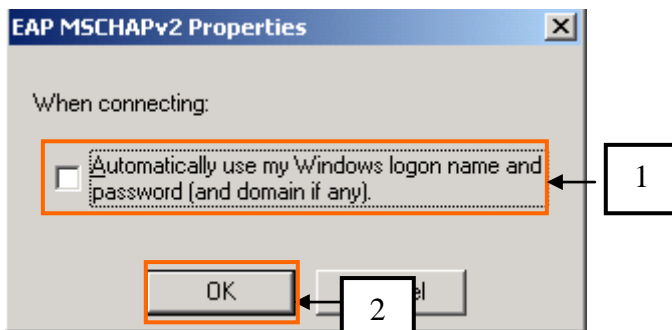 EAP MSCHAPv2 Properties
When connecting:
Automatically use my Windows logon name and
password (and domain if any).
1
OK
2